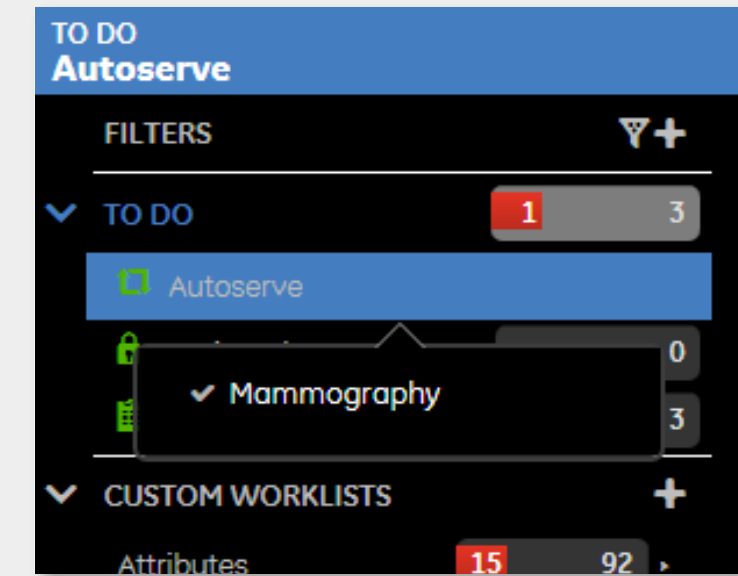 TO DO
Autoserve
FILTERS
TO DO 1 3
Autoserve
0
Mammography
3
CUSTOM WORKLISTS
Attributes 15 92